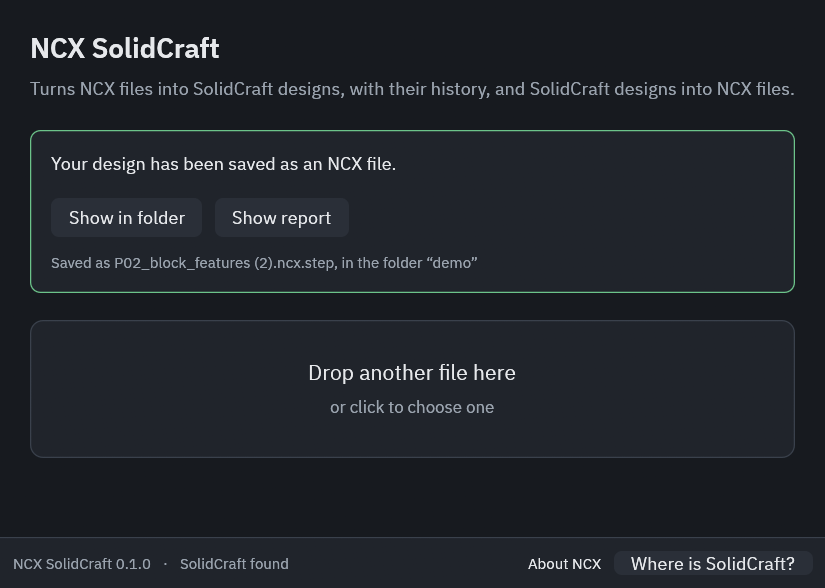 NCX SolidCraft
Turns NCX files into SolidCraft designs, with their history, and SolidCraft designs into NCX files.
Your design has been saved as an NCX file.
Show in folder
Show report
Saved as P02_block_features (2).ncx.step, in the folder “demo”
Drop another file here
or click to choose one
NCX SolidCraft 0.1.0 · SolidCraft found
About NCX
Where is SolidCraft?